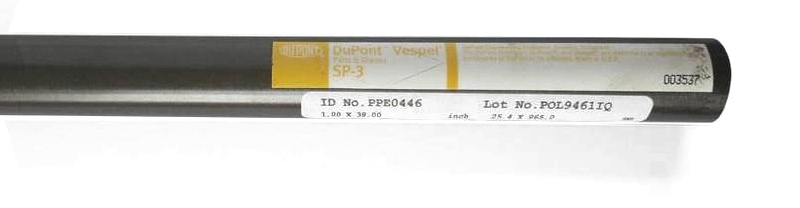 DUPONT
DuPont Vespel
Parts & Shapes
SP-3
003537
ID No. PPE0446 Lot No. POL9461IQ
1.00 X 38.00 inch 25.4 X 965.0 mm